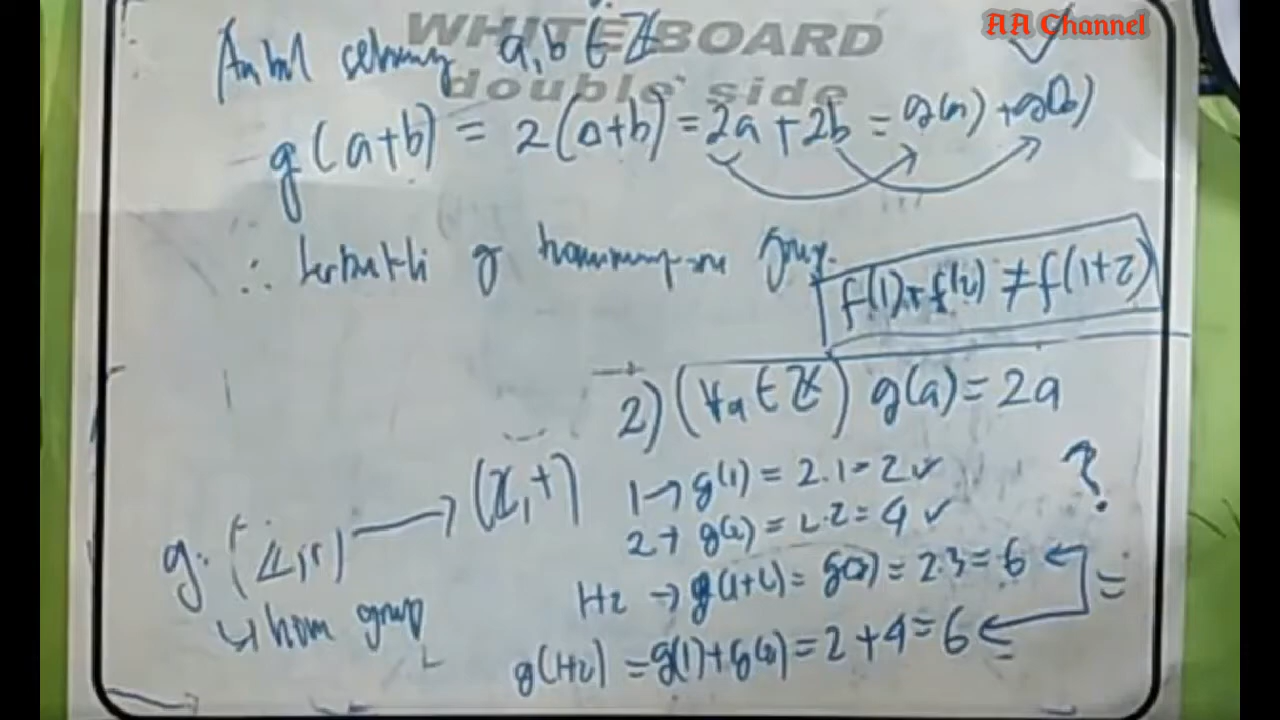 AA Channel
WHITE BOARD
double side
Ambil sebarang a,b ∈ ℤ
g(a+b) = 2(a+b) = 2a + 2b = g(a) + g(b)
∴ terbukti g homomorfisma grup.
f(1)+f(2) ≠ f(1+2)
2) (∀a ∈ ℤ) g(a) = 2a
1 → g(1) = 2.1 = 2 ✓
2 → g(2) = 2.2 = 4 ✓
?
g: (ℤ,+) → (ℤ,+)
1+2 → g(1+2) = g(3) = 2.3 = 6
=
↳ hom grup
g(1+2) = g(1)+g(2) = 2+4 = 6